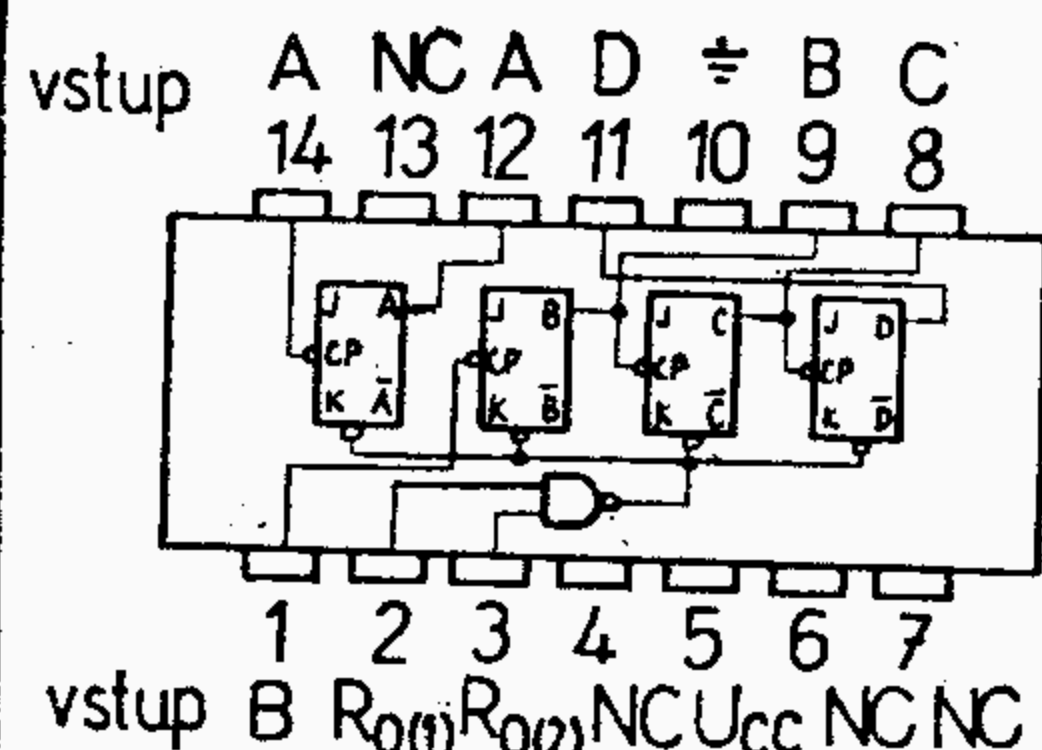 vstup A NC A D B C
14 13 12 11 10 9 8
J A J B J C J D
CP CP CP CP
K A̅ K B̅ K C̅ K D̅
1 2 3 4 5 6 7
vstup B R0(1) R0(2) NC UCC NC NC